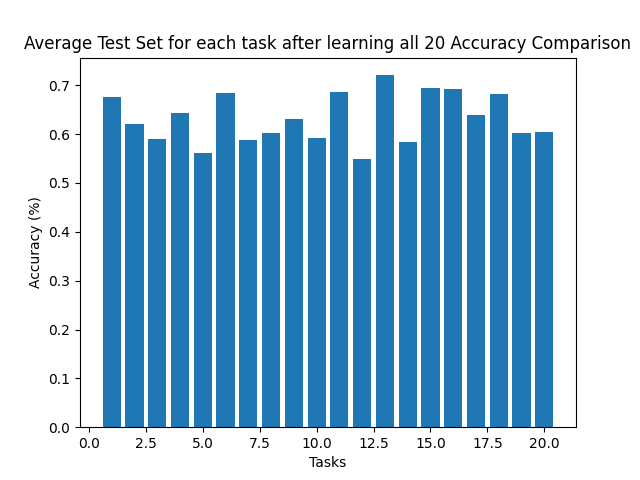 Average Test Set for each task after learning all 20 Accuracy Comparison
Accuracy (%)
0.7
0.6
0.5
0.4
0.3
0.2
0.1
0.0
0.0 2.5 5.0 7.5 10.0 12.5 15.0 17.5 20.0
Tasks